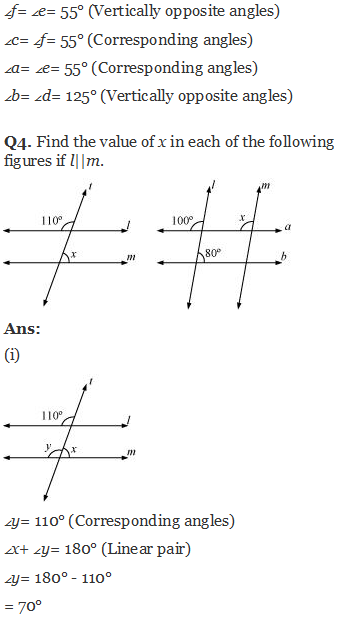 ∠f= ∠e= 55° (Vertically opposite angles)
∠c= ∠f= 55° (Corresponding angles)
∠a= ∠e= 55° (Corresponding angles)
∠b= ∠d= 125° (Vertically opposite angles)
Q4. Find the value of x in each of the following
figures if l||m.
t
110°
l
x
m
l
m
100°
x
a
80°
b
Ans:
(i)
t
110°
l
y
x
m
∠y= 110° (Corresponding angles)
∠x+ ∠y= 180° (Linear pair)
∠y= 180° - 110°
= 70°